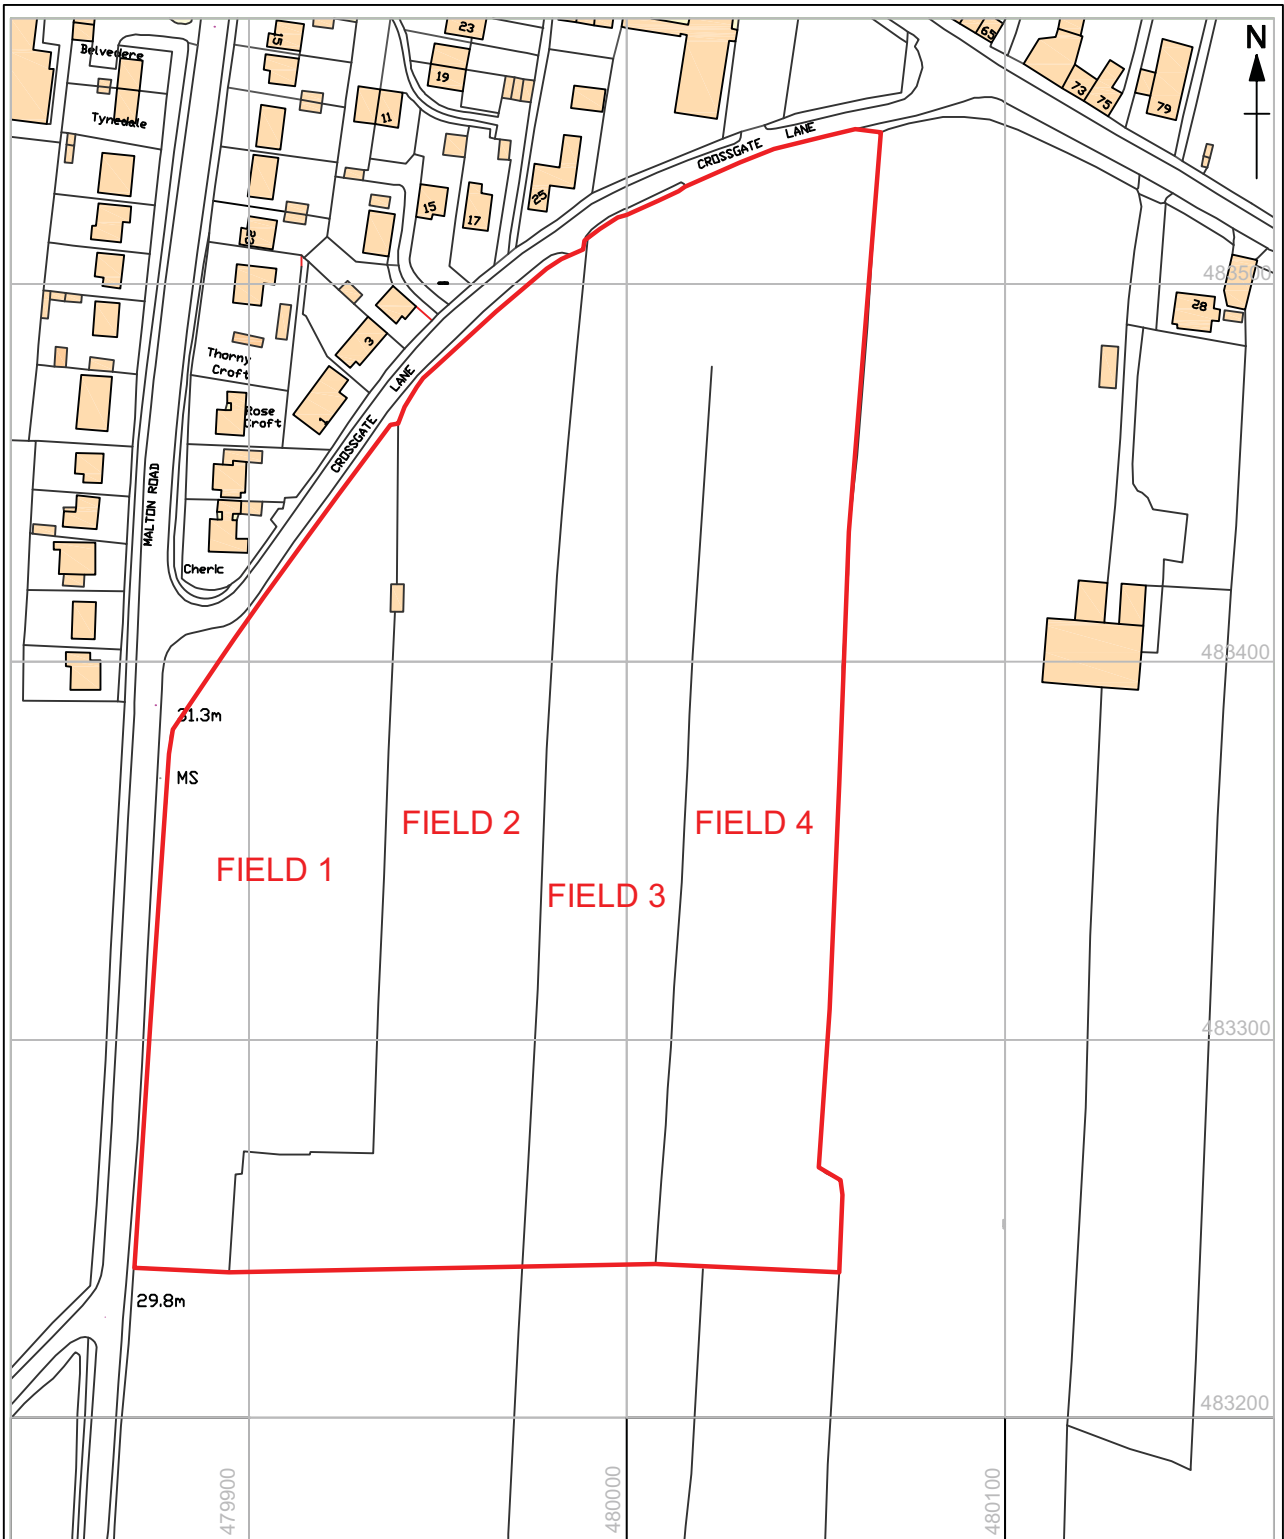 23
65
N
15
Belvedere
19
73
75
79
11
Tynedale
LANE
CROSSGATE
25
15
17
33
483500
28
3
Thorny
Croft
LANE
Rose
Croft
1
CROSSGATE
MALTON ROAD
Cheric
483400
31.3m
MS
FIELD 2
FIELD 4
FIELD 1
FIELD 3
483300
29.8m
483200
479900
480000
480100